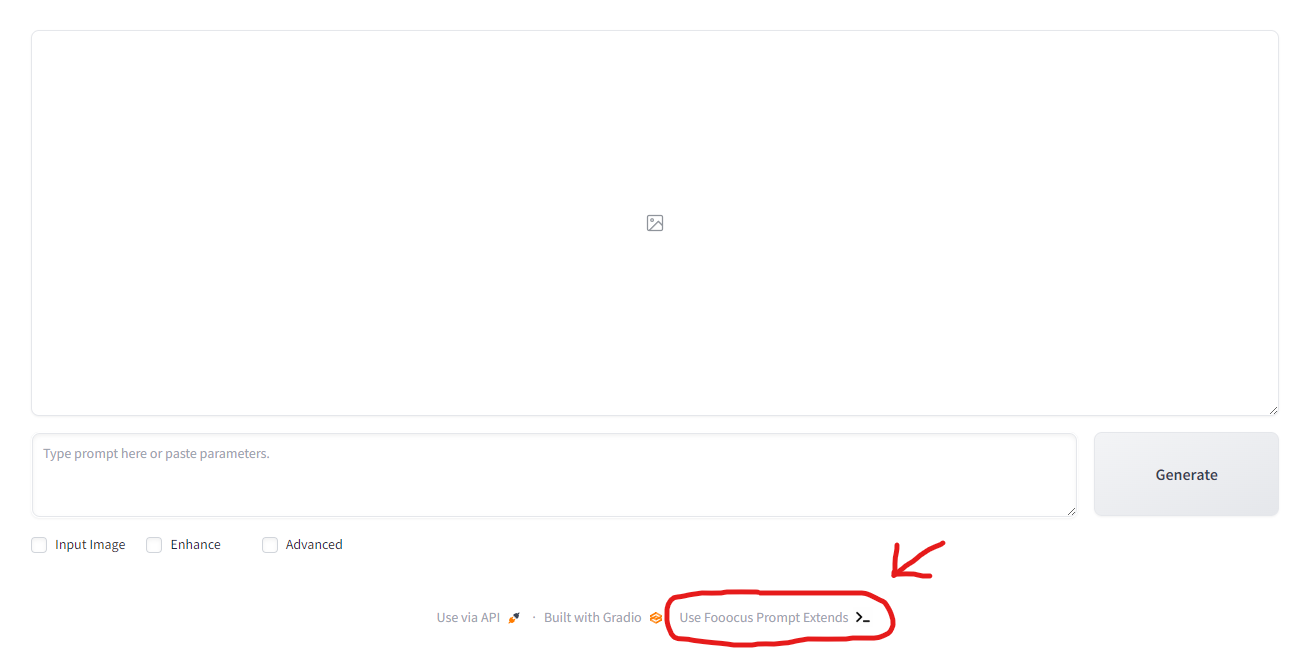 Type prompt here or paste parameters.
Generate
Input Image Enhance Advanced
Use via API · Built with Gradio Use Fooocus Prompt Extends